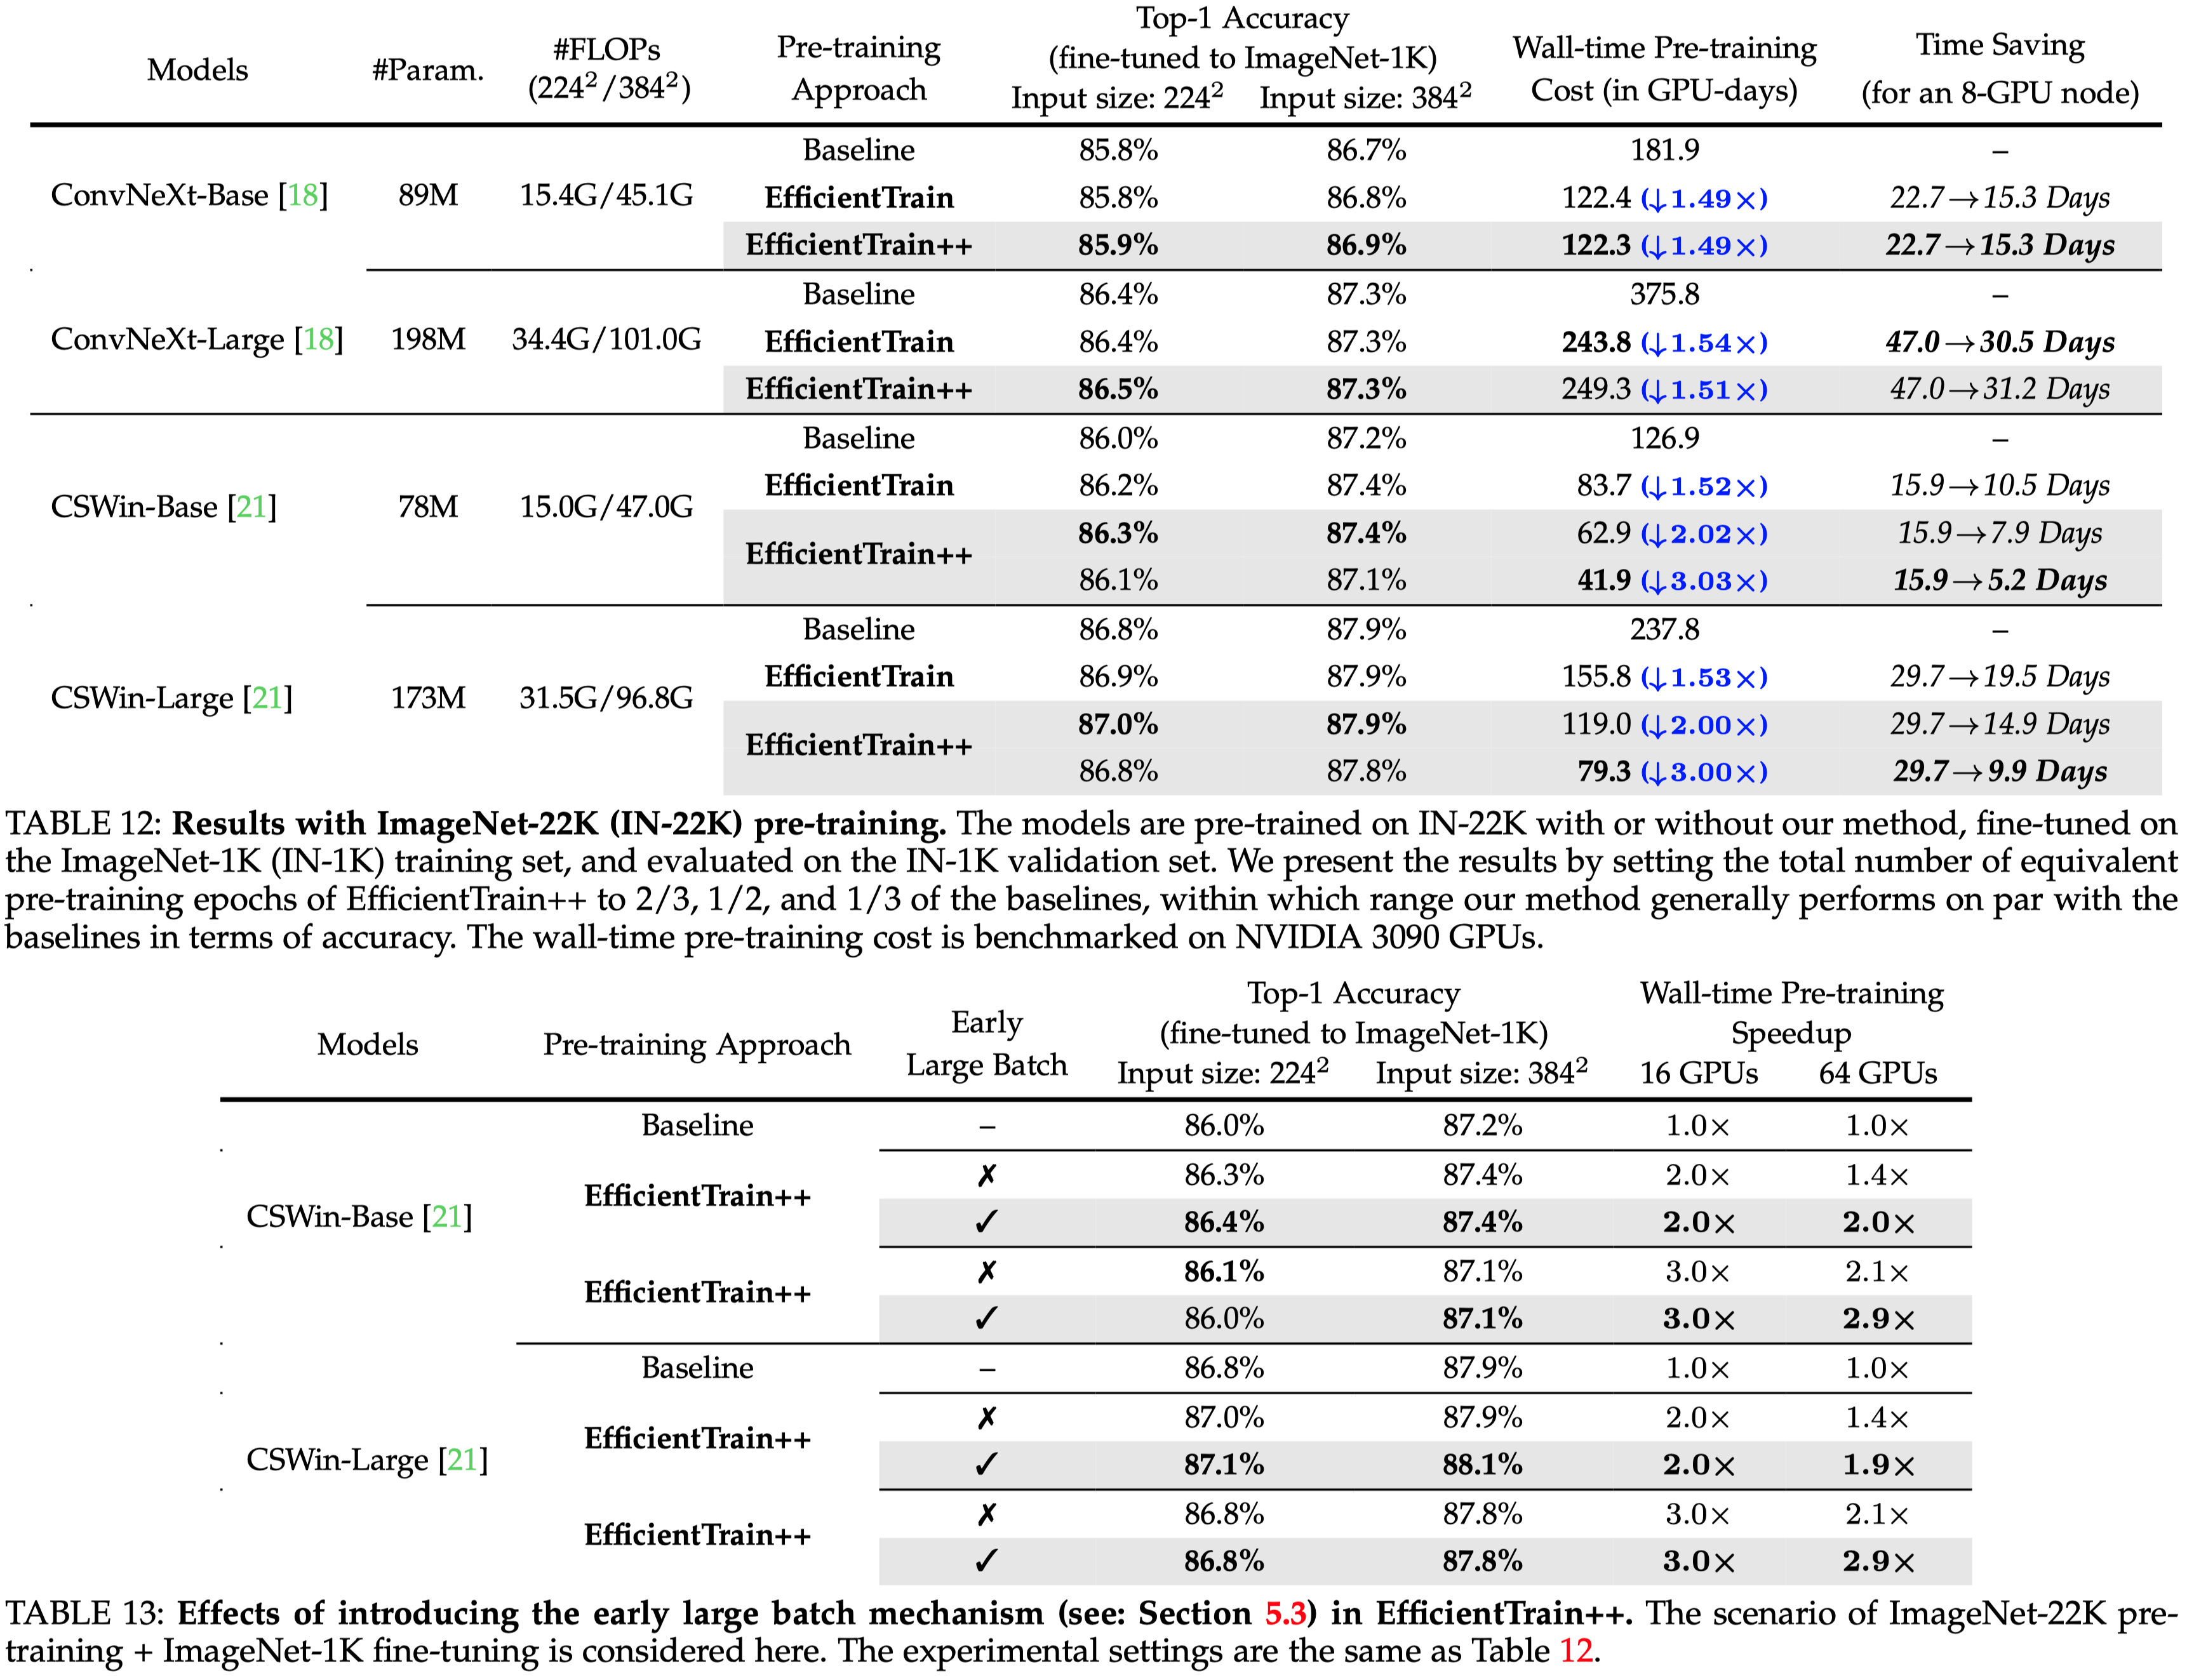 Models #Param. #FLOPs (224²/384²) Pre-training Approach Top-1 Accuracy (fine-tuned to ImageNet-1K) Input size: 224² Input size: 384² Wall-time Pre-training Cost (in GPU-days) Time Saving (for an 8-GPU node)
Baseline 85.8% 86.7% 181.9 –
ConvNeXt-Base [18] 89M 15.4G/45.1G EfficientTrain 85.8% 86.8% 122.4 (↓1.49×) 22.7→15.3 Days
EfficientTrain++ 85.9% 86.9% 122.3 (↓1.49×) 22.7→15.3 Days
Baseline 86.4% 87.3% 375.8 –
ConvNeXt-Large [18] 198M 34.4G/101.0G EfficientTrain 86.4% 87.3% 243.8 (↓1.54×) 47.0→30.5 Days
EfficientTrain++ 86.5% 87.3% 249.3 (↓1.51×) 47.0→31.2 Days
Baseline 86.0% 87.2% 126.9 –
CSWin-Base [21] 78M 15.0G/47.0G EfficientTrain 86.2% 87.4% 83.7 (↓1.52×) 15.9→10.5 Days
EfficientTrain++ 86.3% 87.4% 62.9 (↓2.02×) 15.9→7.9 Days
86.1% 87.1% 41.9 (↓3.03×) 15.9→5.2 Days
Baseline 86.8% 87.9% 237.8 –
CSWin-Large [21] 173M 31.5G/96.8G EfficientTrain 86.9% 87.9% 155.8 (↓1.53×) 29.7→19.5 Days
EfficientTrain++ 87.0% 87.9% 119.0 (↓2.00×) 29.7→14.9 Days
86.8% 87.8% 79.3 (↓3.00×) 29.7→9.9 Days
TABLE 12: Results with ImageNet-22K (IN-22K) pre-training. The models are pre-trained on IN-22K with or without our method, fine-tuned on
the ImageNet-1K (IN-1K) training set, and evaluated on the IN-1K validation set. We present the results by setting the total number of equivalent
pre-training epochs of EfficientTrain++ to 2/3, 1/2, and 1/3 of the baselines, within which range our method generally performs on par with the
baselines in terms of accuracy. The wall-time pre-training cost is benchmarked on NVIDIA 3090 GPUs.
Models Pre-training Approach Early Large Batch Top-1 Accuracy (fine-tuned to ImageNet-1K) Input size: 224² Input size: 384² Wall-time Pre-training Speedup 16 GPUs 64 GPUs
Baseline – 86.0% 87.2% 1.0× 1.0×
CSWin-Base [21] EfficientTrain++ ✗ 86.3% 87.4% 2.0× 1.4×
✓ 86.4% 87.4% 2.0× 2.0×
EfficientTrain++ ✗ 86.1% 87.1% 3.0× 2.1×
✓ 86.0% 87.1% 3.0× 2.9×
Baseline – 86.8% 87.9% 1.0× 1.0×
CSWin-Large [21] EfficientTrain++ ✗ 87.0% 87.9% 2.0× 1.4×
✓ 87.1% 88.1% 2.0× 1.9×
EfficientTrain++ ✗ 86.8% 87.8% 3.0× 2.1×
✓ 86.8% 87.8% 3.0× 2.9×
TABLE 13: Effects of introducing the early large batch mechanism (see: Section 5.3) in EfficientTrain++. The scenario of ImageNet-22K pre-
training + ImageNet-1K fine-tuning is considered here. The experimental settings are the same as Table 12.